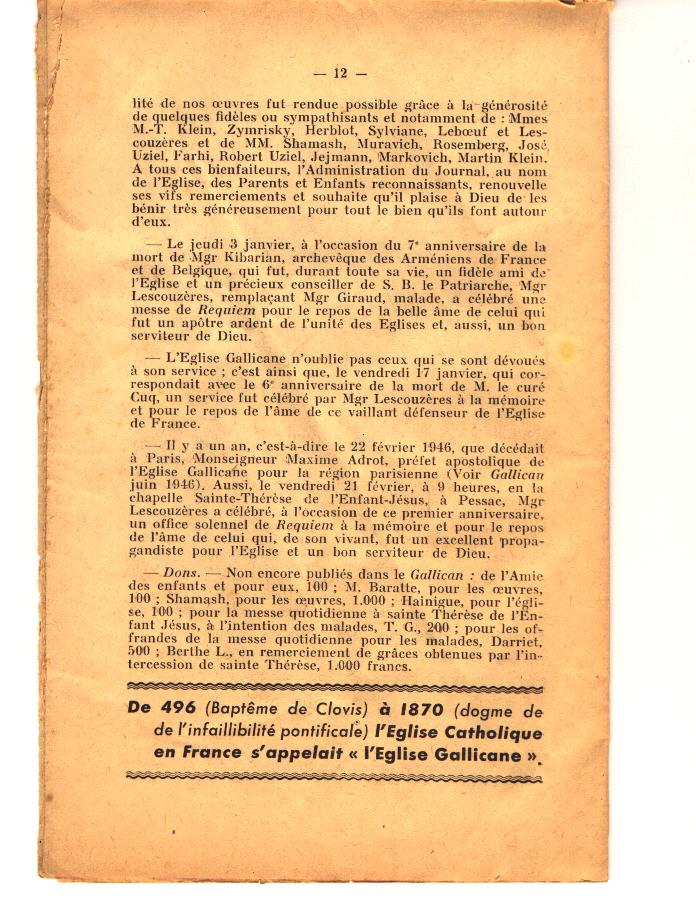 — 12 —
lité de nos œuvres fut rendue possible grâce à la générosité
de quelques fidèles ou sympathisants et notamment de : Mmes
M.-T. Klein, Zymrisky, Herblot, Sylviane, Lebœuf et Les-
couzères et de MM. Shamash, Muravich, Rosemberg, José
Uziel, Farhi, Robert Uziel, Jejmann, Markovich, Martin Klein.
A tous ces bienfaiteurs, l'Administration du Journal, au nom
de l'Eglise, des Parents et Enfants reconnaissants, renouvelle
ses vifs remerciements et souhaite qu'il plaise à Dieu de les
bénir très généreusement pour tout le bien qu'ils font autour
d'eux.
— Le jeudi 3 janvier, à l'occasion du 7e anniversaire de la
mort de Mgr Kibarian, archevêque des Arméniens de France
et de Belgique, qui fut, durant toute sa vie, un fidèle ami de
l'Eglise et un précieux conseiller de S. B. le Patriarche, Mgr
Lescouzères, remplaçant Mgr Giraud, malade, a célébré une
messe de Requiem pour le repos de la belle âme de celui qui
fut un apôtre ardent de l'unité des Eglises et, aussi, un bon
serviteur de Dieu.
— L'Eglise Gallicane n'oublie pas ceux qui se sont dévoués
à son service ; c'est ainsi que, le vendredi 17 janvier, qui cor-
respondait avec le 6e anniversaire de la mort de M. le curé
Cuq, un service fut célébré par Mgr Lescouzères à la mémoire
et pour le repos de l'âme de ce vaillant défenseur de l'Eglise
de France.
— Il y a un an, c'est-à-dire le 22 février 1946, que décédait
à Paris, Monseigneur Maxime Adrot, préfet apostolique de
l'Eglise Gallicane pour la région parisienne (Voir Gallican
juin 1946). Aussi, le vendredi 21 février, à 9 heures, en la
chapelle Sainte-Thérèse de l'Enfant-Jésus, à Pessac, Mgr
Lescouzères a célébré, à l'occasion de ce premier anniversaire,
un office solennel de Requiem à la mémoire et pour le repos
de l'âme de celui qui, de son vivant, fut un excellent propa-
gandiste pour l'Eglise et un bon serviteur de Dieu.
— Dons. — Non encore publiés dans le Gallican : de l'Amie
des enfants et pour eux, 100 ; M. Baratte, pour les œuvres,
100 ; Shamash, pour les œuvres, 1.000 ; Hainigue, pour l'égli-
se, 100 ; pour la messe quotidienne à sainte Thérèse de l'En-
fant Jésus, à l'intention des malades, T. G., 200 ; pour les of-
frandes de la messe quotidienne pour les malades, Darriet,
500 ; Berthe L., en remerciement de grâces obtenues par l'in-
tercession de sainte Thérèse, 1.000 francs.
De 496 (Baptême de Clovis) à 1870 (dogme de
de l'infaillibilité pontificale) l'Eglise Catholique
en France s'appelait « l'Eglise Gallicane ».